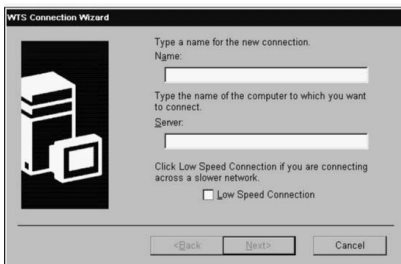 WTS Connection Wizard
Type a name for the new connection.
Name:
Type the name of the computer to which you want
to connect.
Server:
Click Low Speed Connection if you are connecting
across a slower network.
Low Speed Connection
<Back
Next>
Cancel